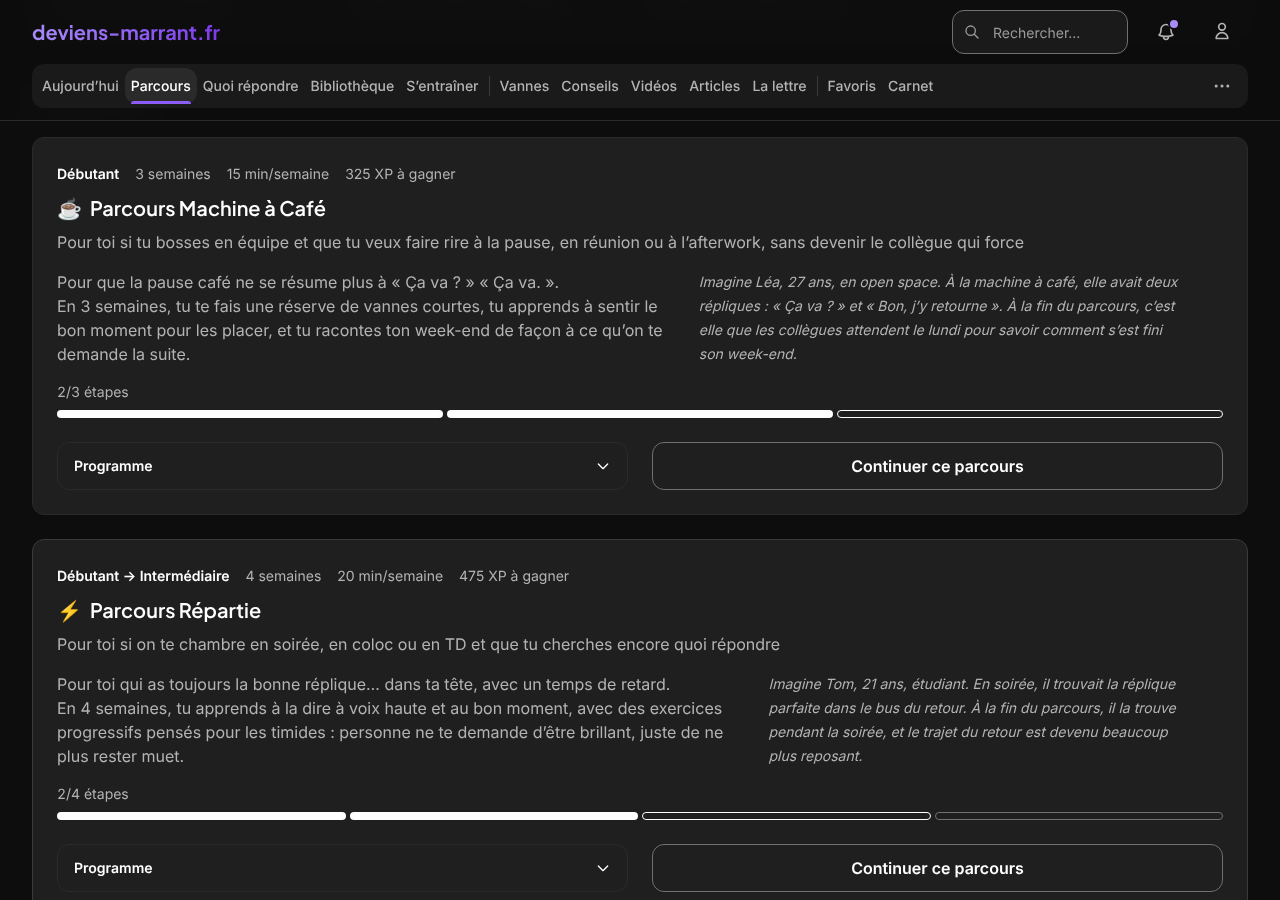 deviens-marrant.fr
Rechercher...
Aujourd’hui Parcours Quoi répondre Bibliothèque S’entraîner Vannes Conseils Vidéos Articles La lettre Favoris Carnet
Débutant 3 semaines 15 min/semaine 325 XP à gagner
☕ Parcours Machine à Café
Pour toi si tu bosses en équipe et que tu veux faire rire à la pause, en réunion ou à l’afterwork, sans devenir le collègue qui force
Pour que la pause café ne se résume plus à « Ça va ? » « Ça va. ».
En 3 semaines, tu te fais une réserve de vannes courtes, tu apprends à sentir le
bon moment pour les placer, et tu racontes ton week-end de façon à ce qu’on te
demande la suite.
Imagine Léa, 27 ans, en open space. À la machine à café, elle avait deux
répliques : « Ça va ? » et « Bon, j’y retourne ». À la fin du parcours, c’est
elle que les collègues attendent le lundi pour savoir comment s’est fini
son week-end.
2/3 étapes
Programme
Continuer ce parcours
Débutant → Intermédiaire 4 semaines 20 min/semaine 475 XP à gagner
⚡ Parcours Répartie
Pour toi si on te chambre en soirée, en coloc ou en TD et que tu cherches encore quoi répondre
Pour toi qui as toujours la bonne réplique… dans ta tête, avec un temps de retard.
En 4 semaines, tu apprends à la dire à voix haute et au bon moment, avec des exercices
progressifs pensés pour les timides : personne ne te demande d’être brillant, juste de ne
plus rester muet.
Imagine Tom, 21 ans, étudiant. En soirée, il trouvait la réplique
parfaite dans le bus du retour. À la fin du parcours, il la trouve
pendant la soirée, et le trajet du retour est devenu beaucoup
plus reposant.
2/4 étapes
Programme
Continuer ce parcours